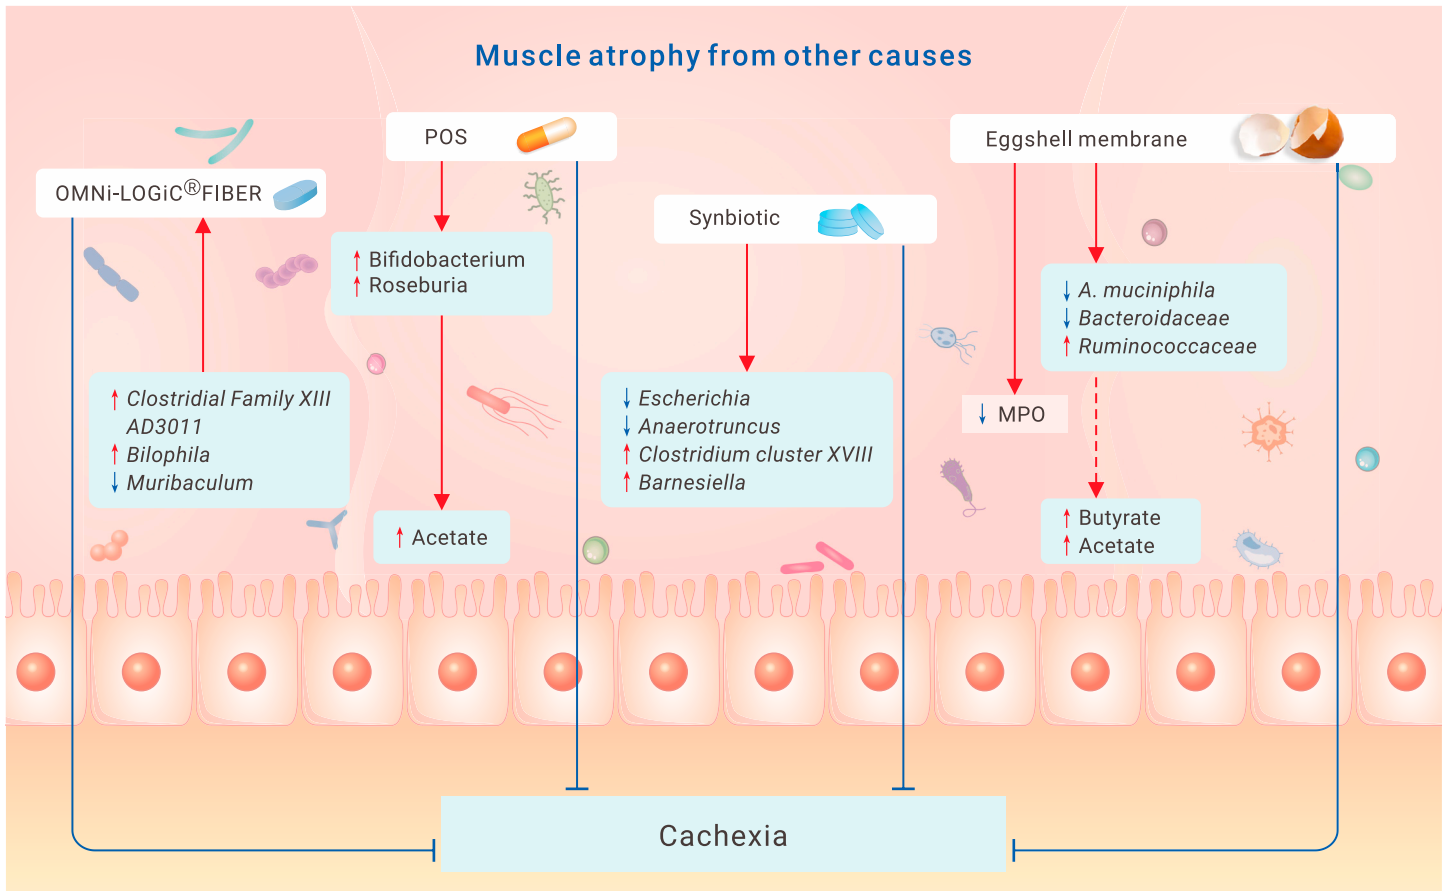 Muscle atrophy from other causes
OMNi-LOGiC®FIBER
↑ Clostridial Family XIII
AD3011
↑ Bilophila
↓ Muribaculum
POS
↑ Bifidobacterium
↑ Roseburia
↑ Acetate
Synbiotic
↓ Escherichia
↓ Anaerotruncus
↑ Clostridium cluster XVIII
↑ Barnesiella
Eggshell membrane
↓ MPO
↓ A. muciniphila
↓ Bacteroidaceae
↑ Ruminococcaceae
↑ Butyrate
↑ Acetate
Cachexia